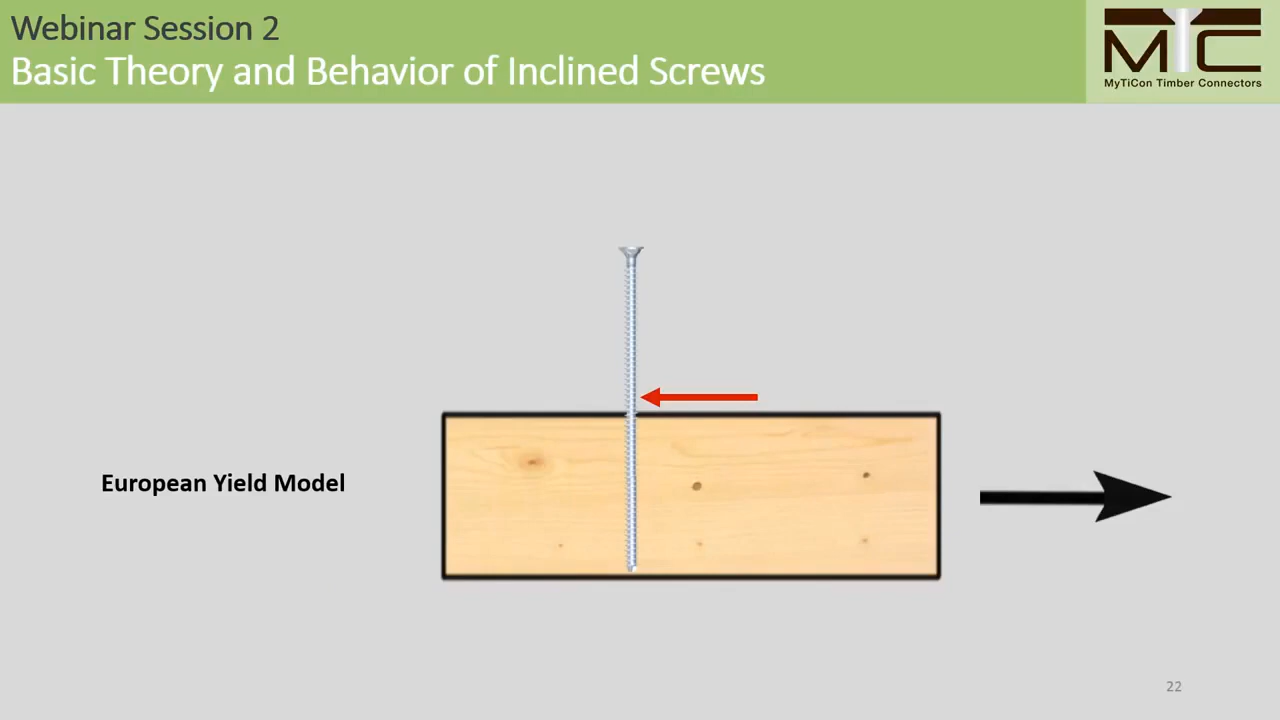 Webinar Session 2
Basic Theory and Behavior of Inclined Screws
MTC
MyTiCon Timber Connectors
European Yield Model
22